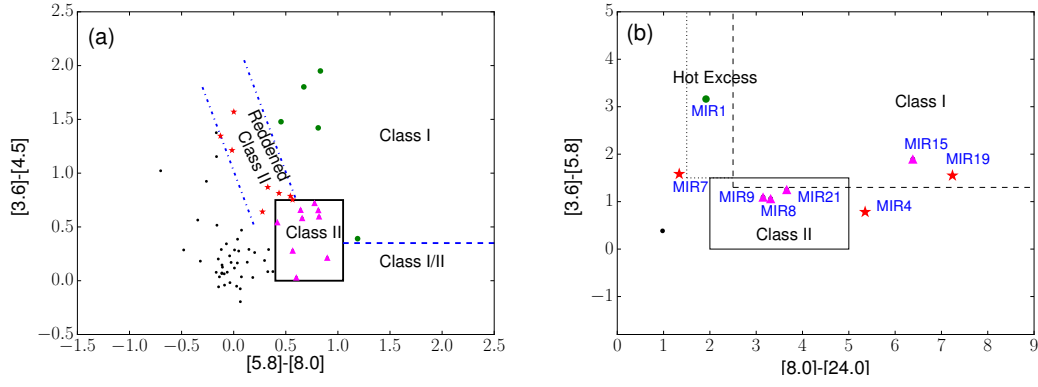 (a)
2.5
2.0
1.5
1.0
0.5
0.0
−0.5
[3.6]-[4.5]
Reddened
Class II
Class I
Class II
Class I/II
−1.5
−1.0
−0.5
0.0
0.5
1.0
1.5
2.0
2.5
[5.8]-[8.0]
(b)
5
4
3
2
1
0
−1
[3.6]-[5.8]
Hot Excess
MIR1
Class I
MIR15
MIR19
MIR7
MIR9
MIR8
MIR21
MIR4
Class II
0
1
2
3
4
5
6
7
8
9
[8.0]-[24.0]